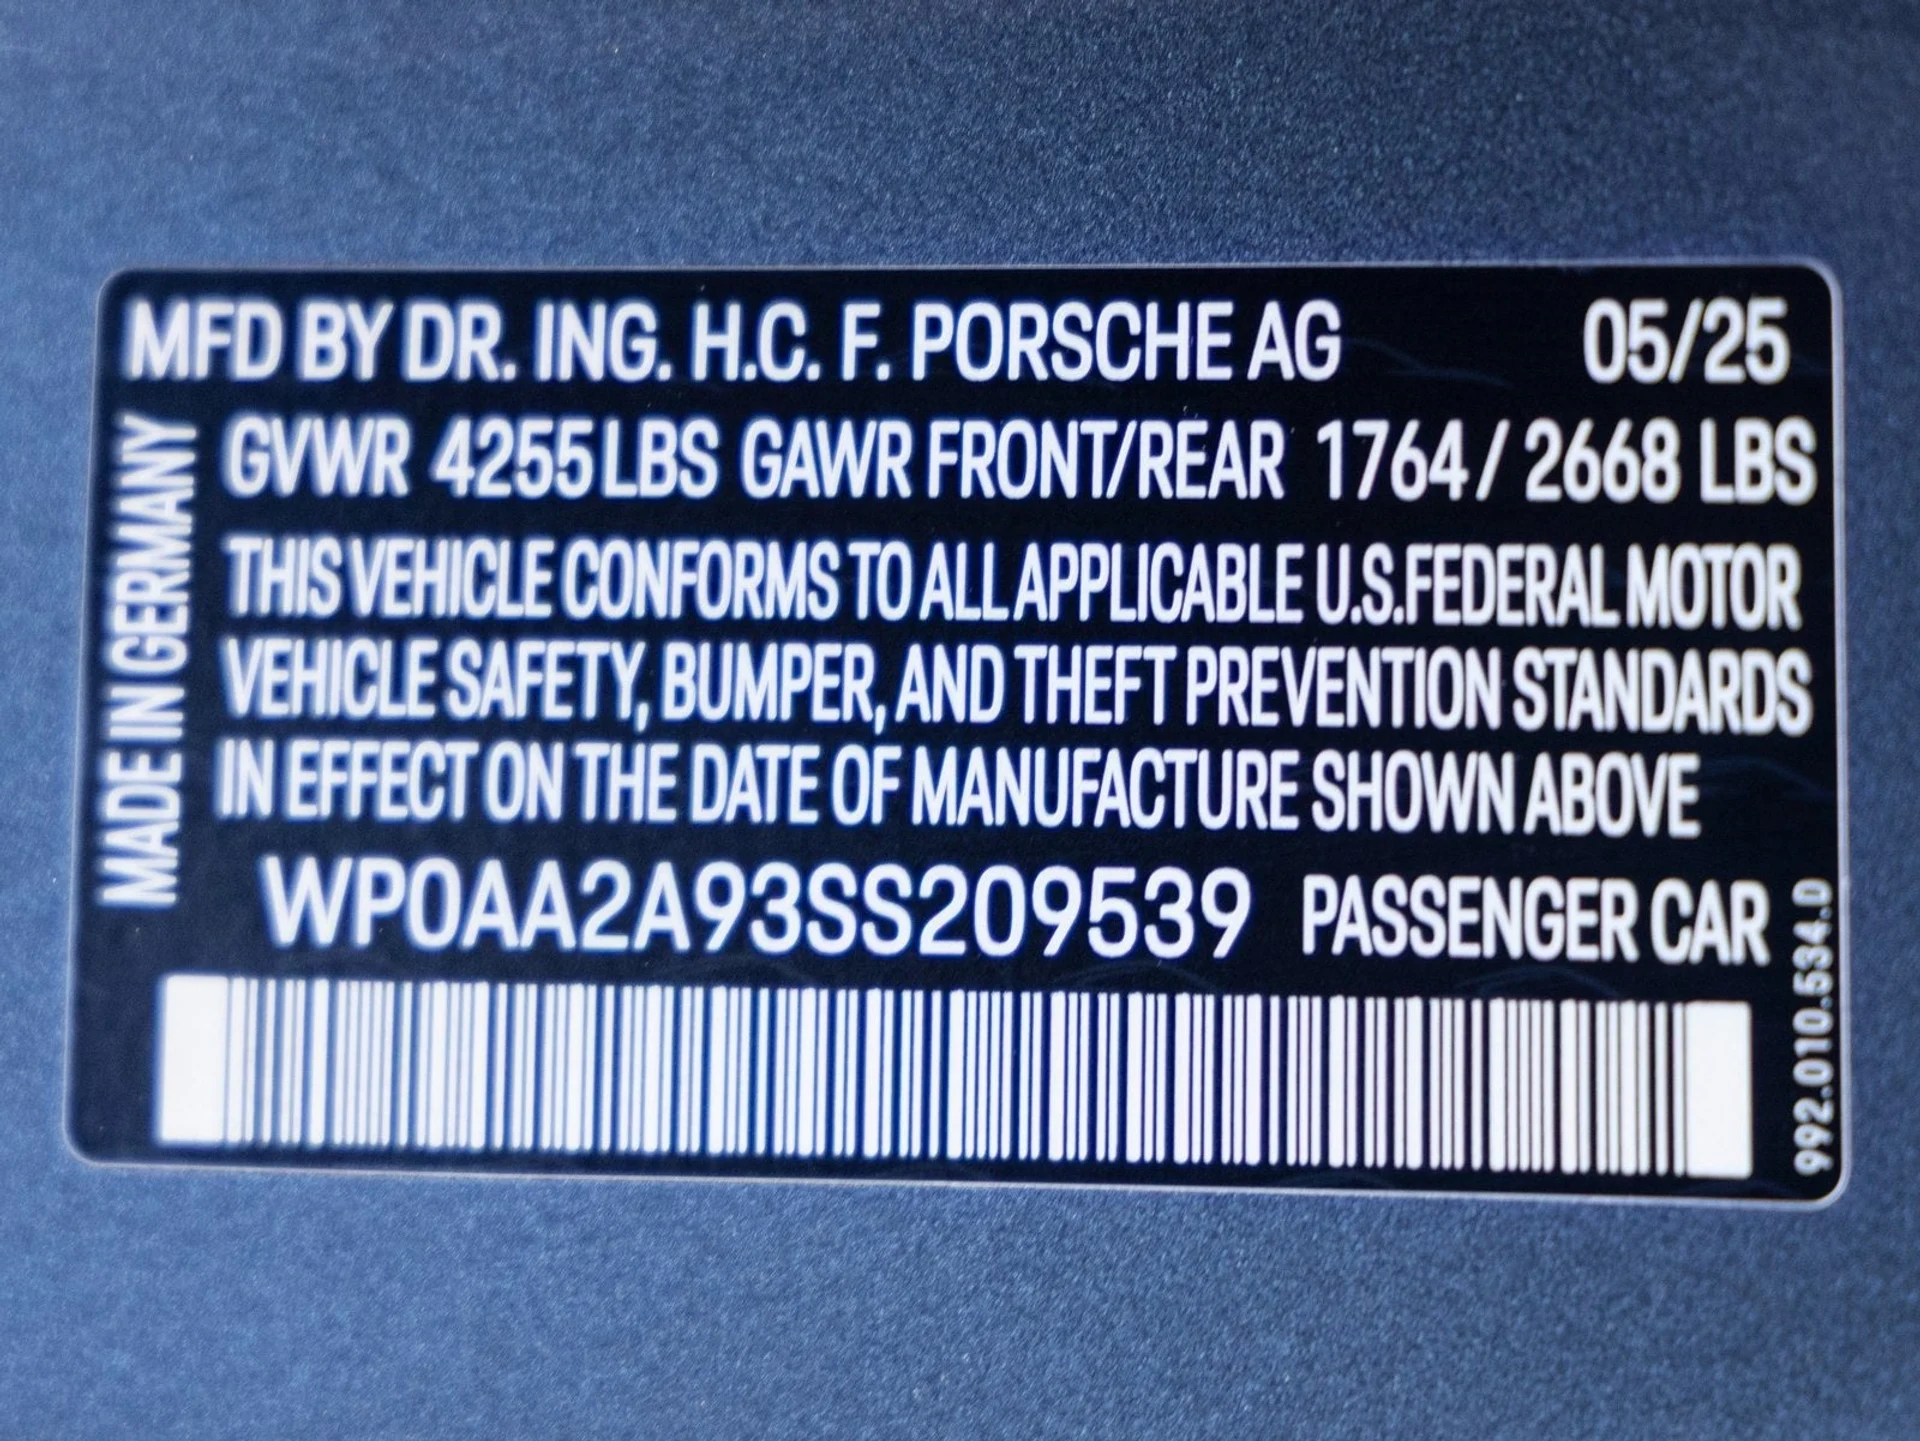 MFD BY DR. ING. H.C. F. PORSCHE AG 05/25
GVWR 4255 LBS GAWR FRONT/REAR 1764 / 2668 LBS
THIS VEHICLE CONFORMS TO ALL APPLICABLE U.S.FEDERAL MOTOR
VEHICLE SAFETY, BUMPER, AND THEFT PREVENTION STANDARDS
IN EFFECT ON THE DATE OF MANUFACTURE SHOWN ABOVE
WP0AA2A93SS209539 PASSENGER CAR
MADE IN GERMANY
992.010.534.0